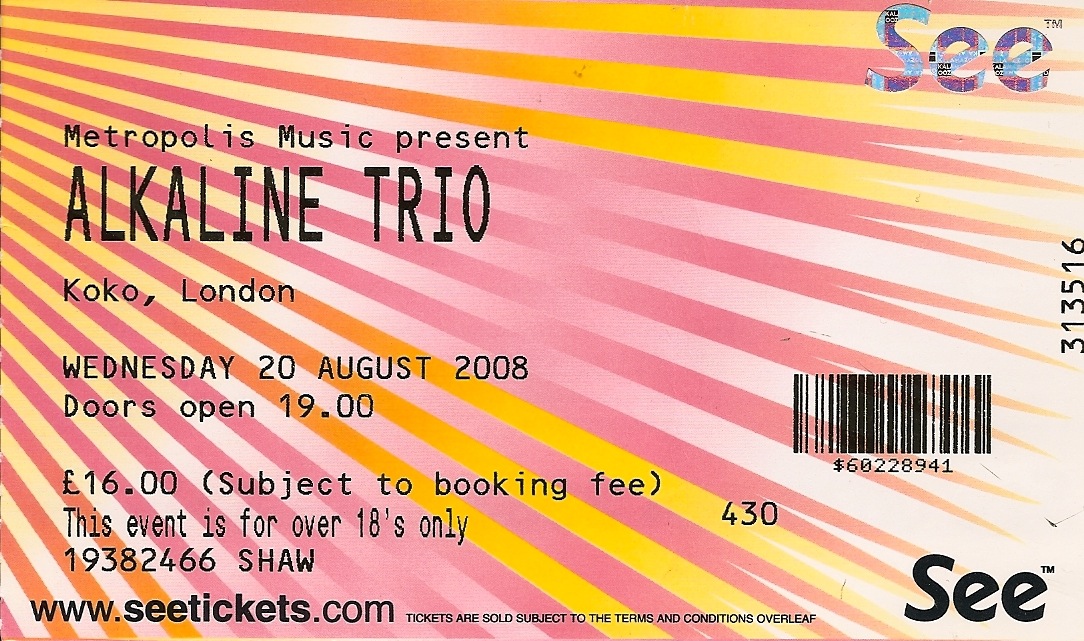 See™
Metropolis Music present
ALKALINE TRIO
Koko, London
WEDNESDAY 20 AUGUST 2008
Doors open 19.00
£16.00 (Subject to booking fee)
This event is for over 18's only
19382466 SHAW
313516
$60228941
430
www.seetickets.com
TICKETS ARE SOLD SUBJECT TO THE TERMS AND CONDITIONS OVERLEAF
See™